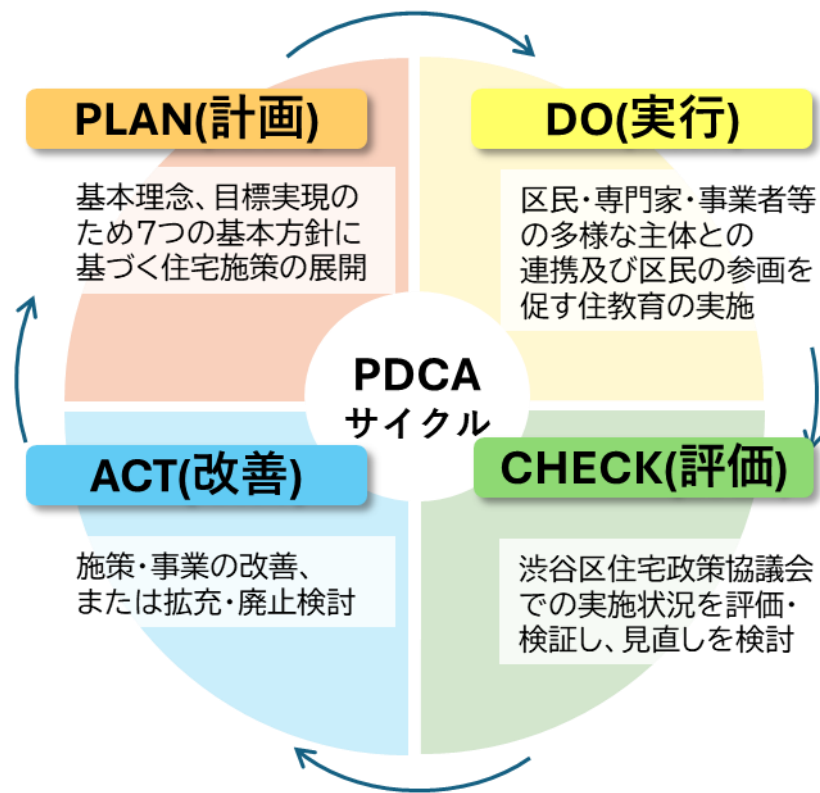 PLAN(計画)
基本理念、目標実現の
ため7つの基本方針に
基づく住宅施策の展開
DO(実行)
区民・専門家・事業者等
の多様な主体との
連携及び区民の参画を
促す住教育の実施
PDCA
サイクル
ACT(改善)
施策・事業の改善、
または拡充・廃止検討
CHECK(評価)
渋谷区住宅政策協議会
での実施状況を評価・
検証し、見直しを検討